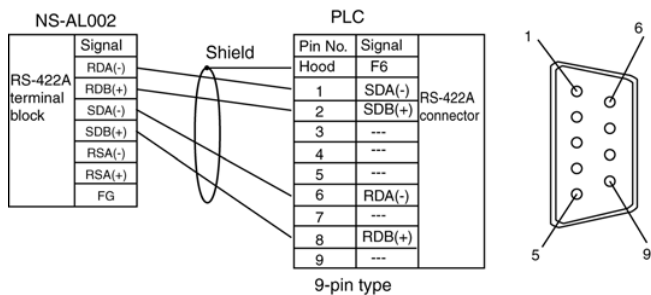 NS-AL002
PLC
Signal
RDA(-)
RDB(+)
SDA(-)
SDB(+)
RSA(-)
RSA(+)
FG
RS-422A
terminal
block
Shield
Pin No. Signal
Hood F6
1 SDA(-)
2 SDB(+)
3 ---
4 ---
5 ---
6 RDA(-)
7 ---
8 RDB(+)
9 ---
RS-422A
connector
9-pin type
1
6
5
9